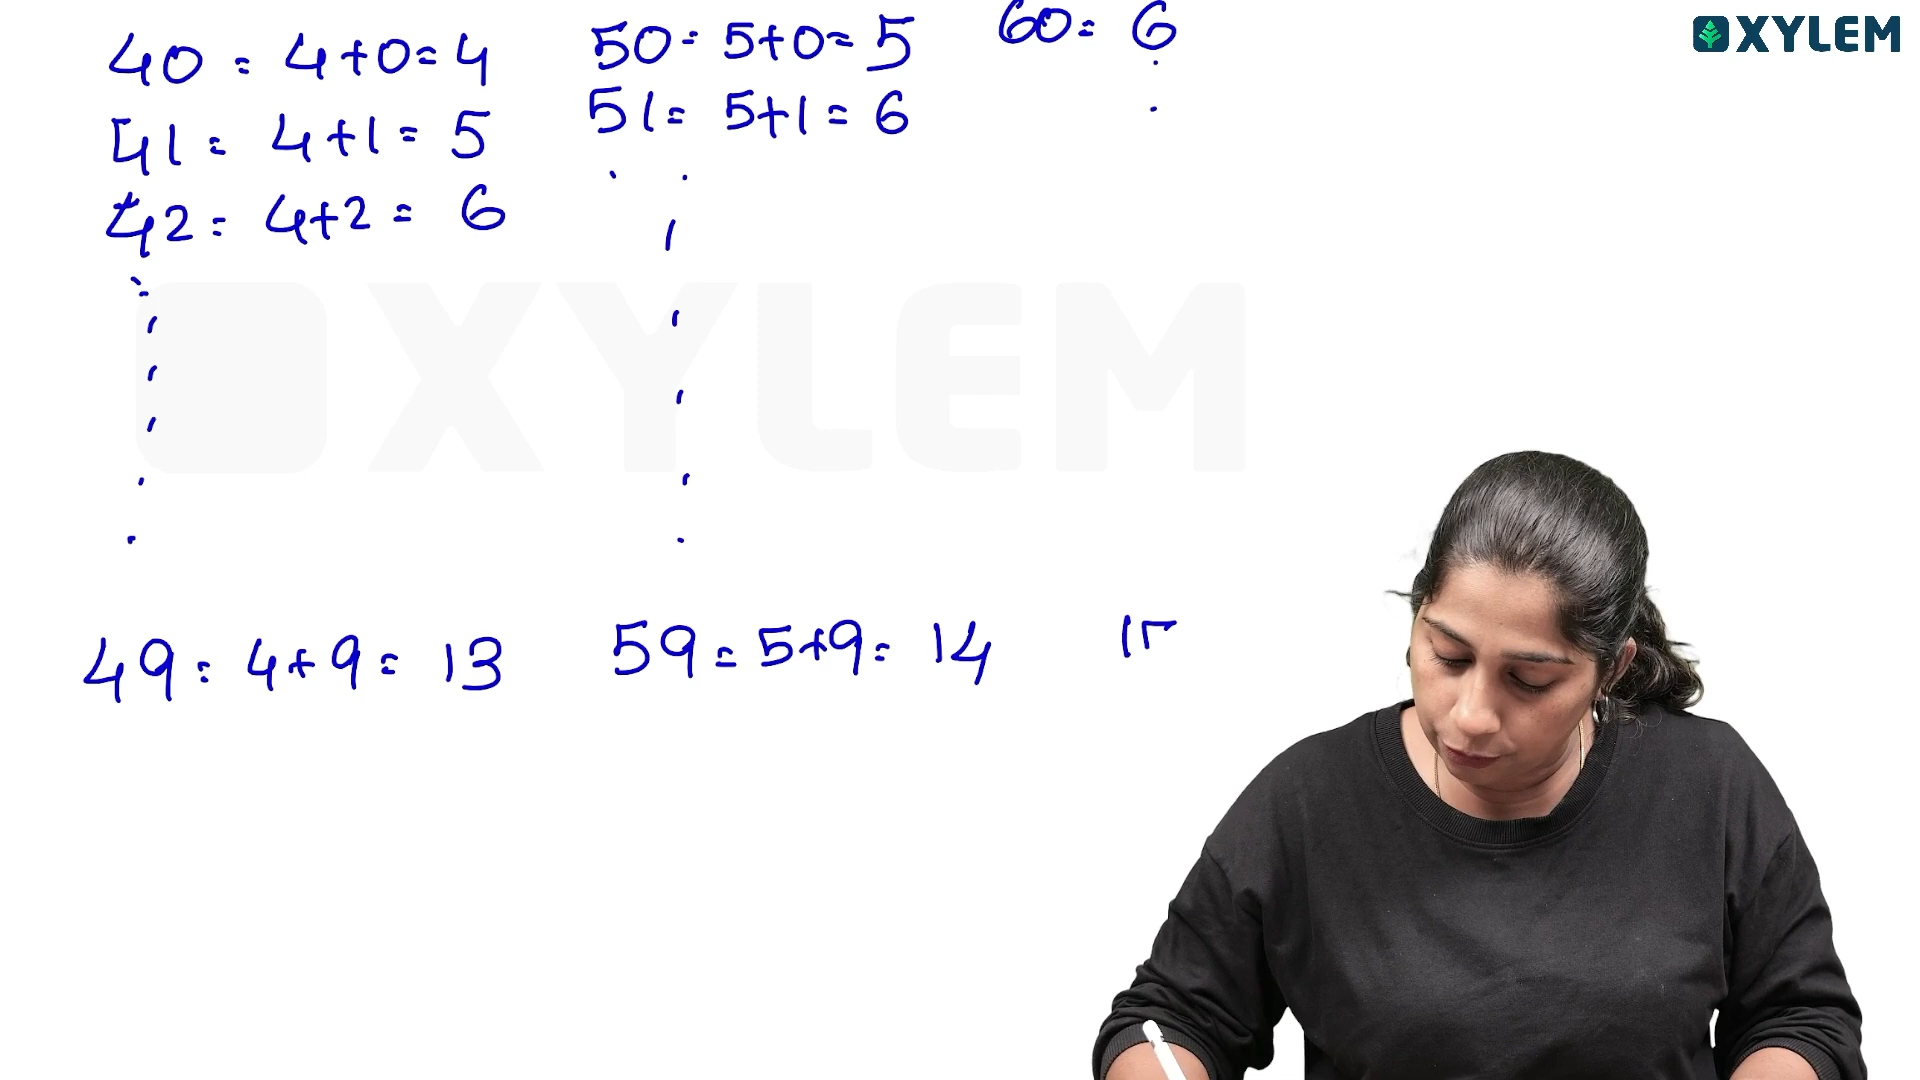 XYLEM
40 = 4+0=4
41 = 4+1 = 5
42 = 4+2 = 6
49 = 4+9 = 13
50 = 5+0= 5
51 = 5+1 = 6
59 = 5+9 = 14
60 = 6
XYLEM